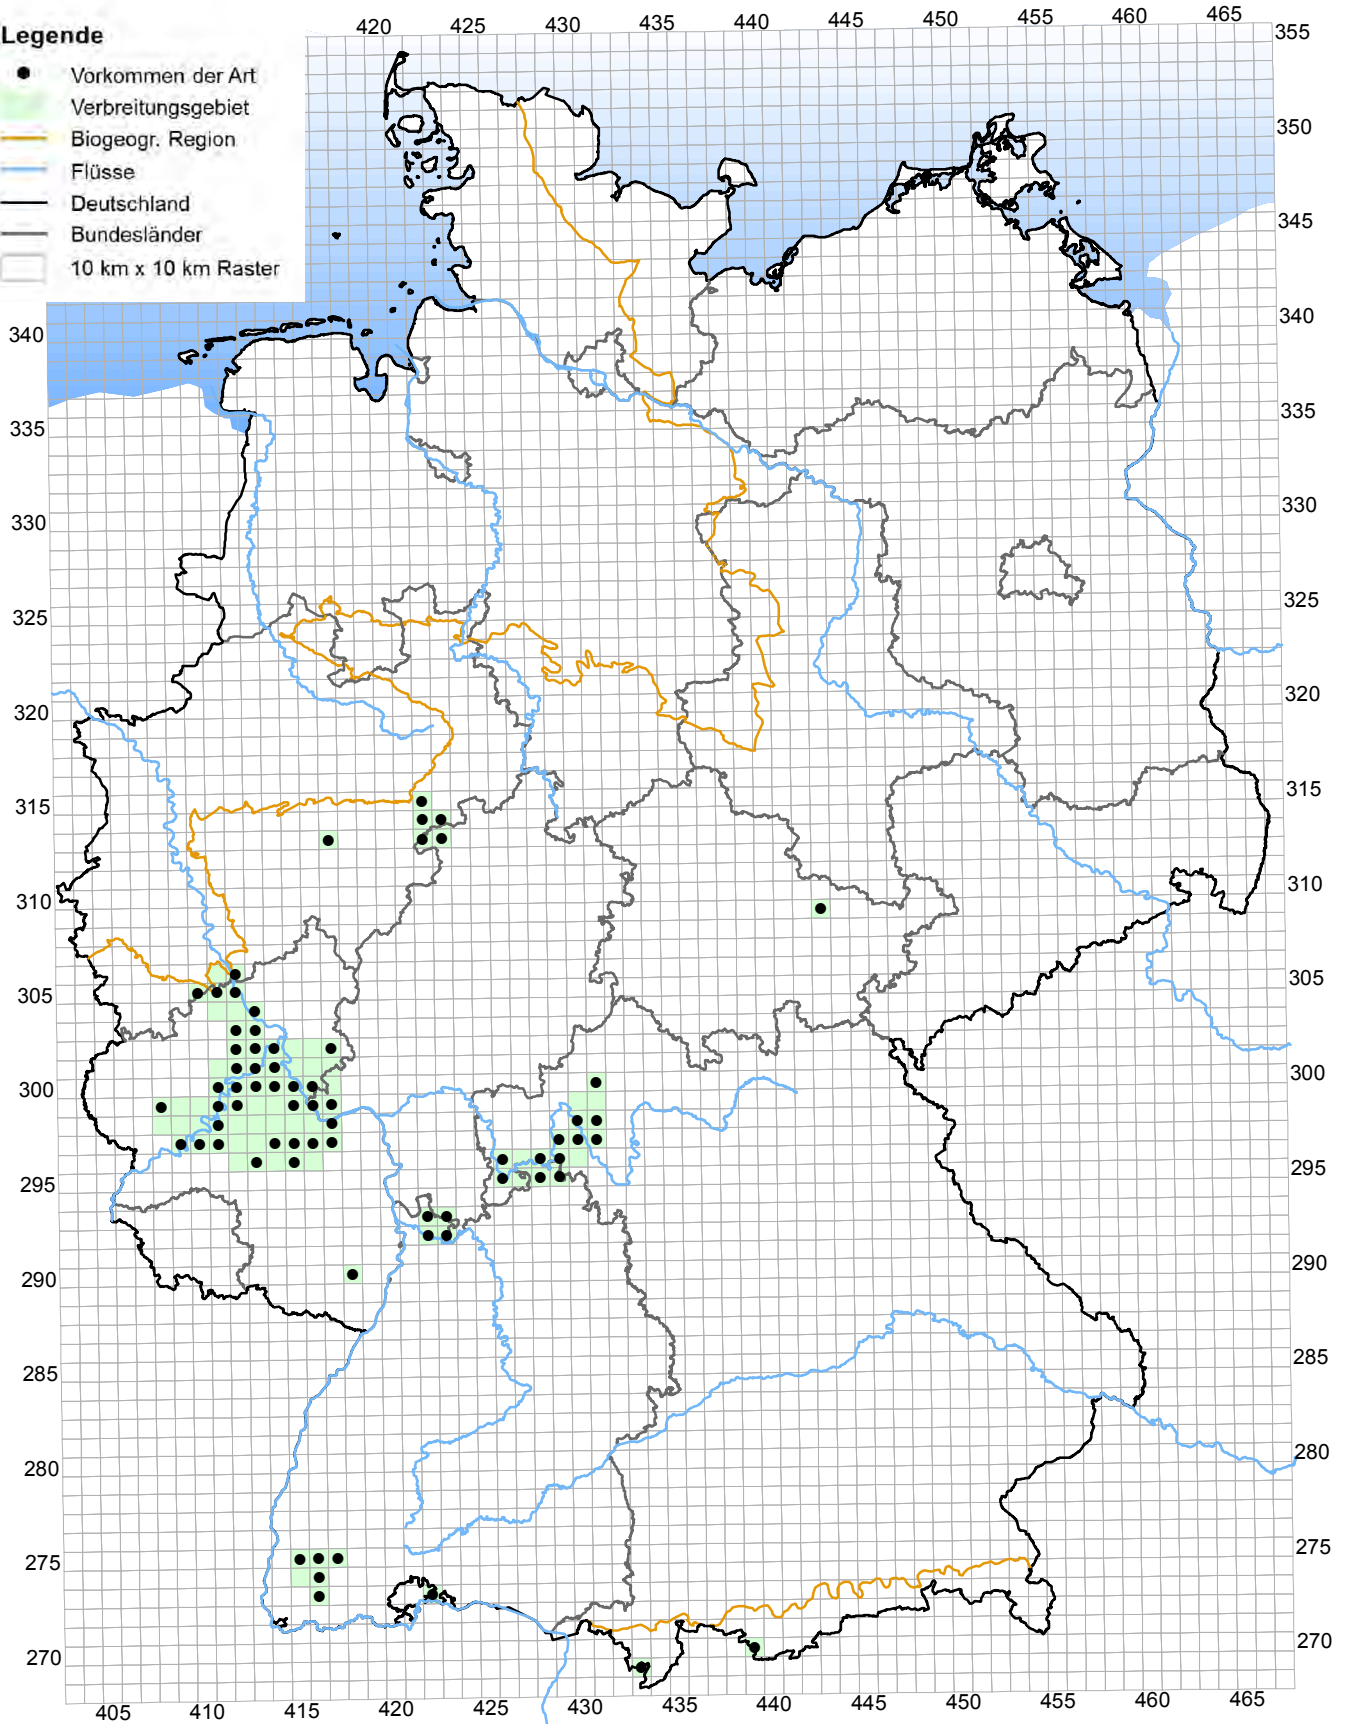 Legende
Vorkommen der Art
Verbreitungsgebiet
Biogeogr. Region
Flüsse
Deutschland
Bundesländer
10 km x 10 km Raster
420 425 430 435 440 445 450 455 460 465
355
350
345
340 340
335 335
330 330
325 325
320 320
315 315
310 310
305 305
300 300
295 295
290 290
285 285
280 280
275 275
270 270
405 410 415 420 425 430 435 440 445 450 455 460 465